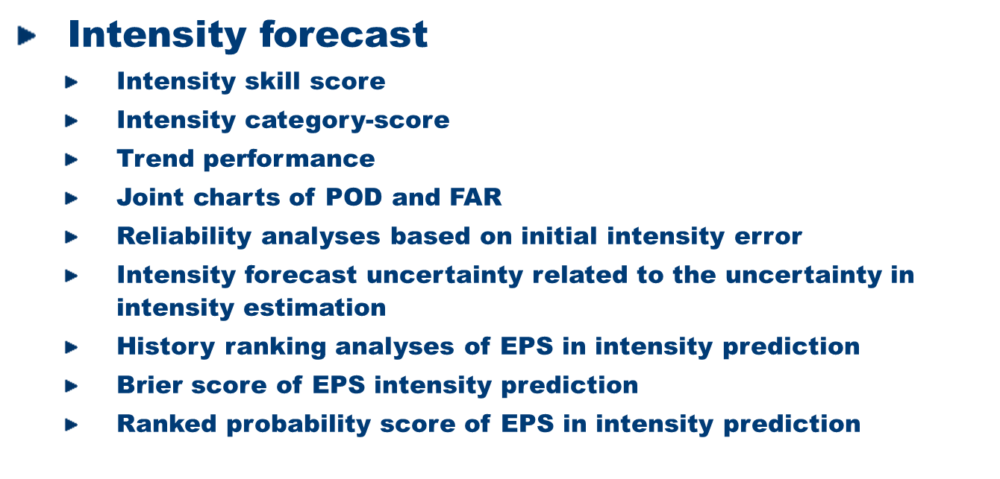 Intensity forecast
Intensity skill score
Intensity category-score
Trend performance
Joint charts of POD and FAR
Reliability analyses based on initial intensity error
Intensity forecast uncertainty related to the uncertainty in
intensity estimation
History ranking analyses of EPS in intensity prediction
Brier score of EPS intensity prediction
Ranked probability score of EPS in intensity prediction